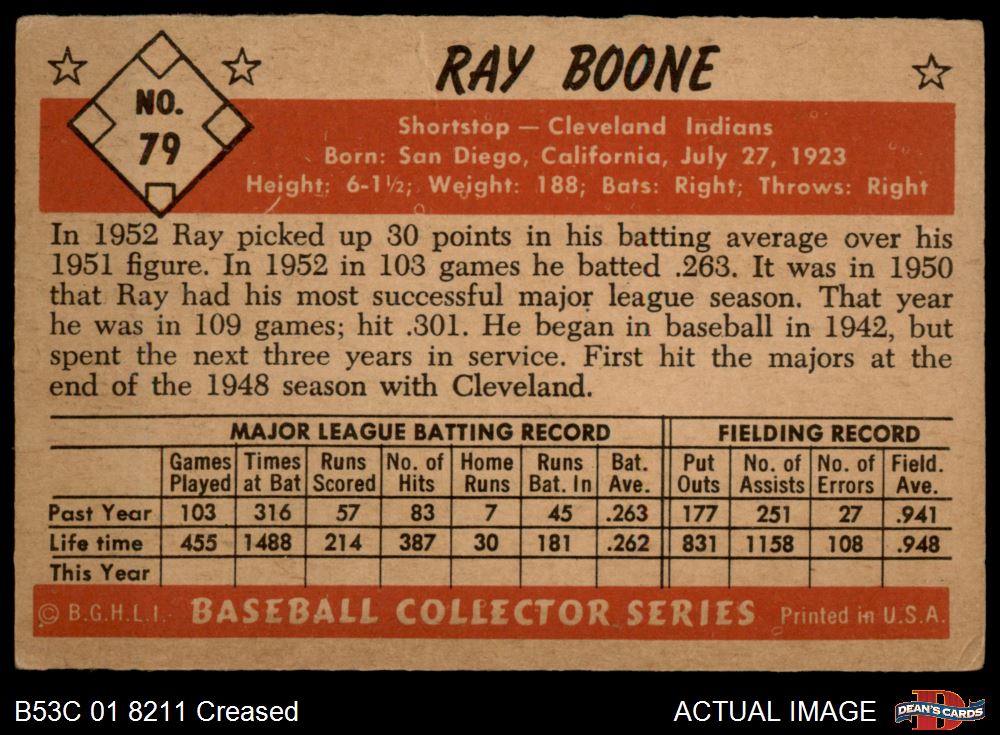 NO.
79
RAY BOONE
Shortstop — Cleveland Indians
Born: San Diego, California, July 27, 1923
Height: 6-1½; Weight: 188; Bats: Right; Throws: Right
In 1952 Ray picked up 30 points in his batting average over his
1951 figure. In 1952 in 103 games he batted .263. It was in 1950
that Ray had his most successful major league season. That year
he was in 109 games; hit .301. He began in baseball in 1942, but
spent the next three years in service. First hit the majors at the
end of the 1948 season with Cleveland.
MAJOR LEAGUE BATTING RECORD FIELDING RECORD
Games Times Runs No. of Home Runs Bat. Put No. of No. of Field.
Played at Bat Scored Hits Runs Bat. In Ave. Outs Assists Errors Ave.
Past Year 103 316 57 83 7 45 .263 177 251 27 .941
Life time 455 1488 214 387 30 181 .262 831 1158 108 .948
This Year
© B.G.H.L.I. BASEBALL COLLECTOR SERIES Printed in U.S.A.
B53C 01 8211 Creased ACTUAL IMAGE D DEAN'S CARDS